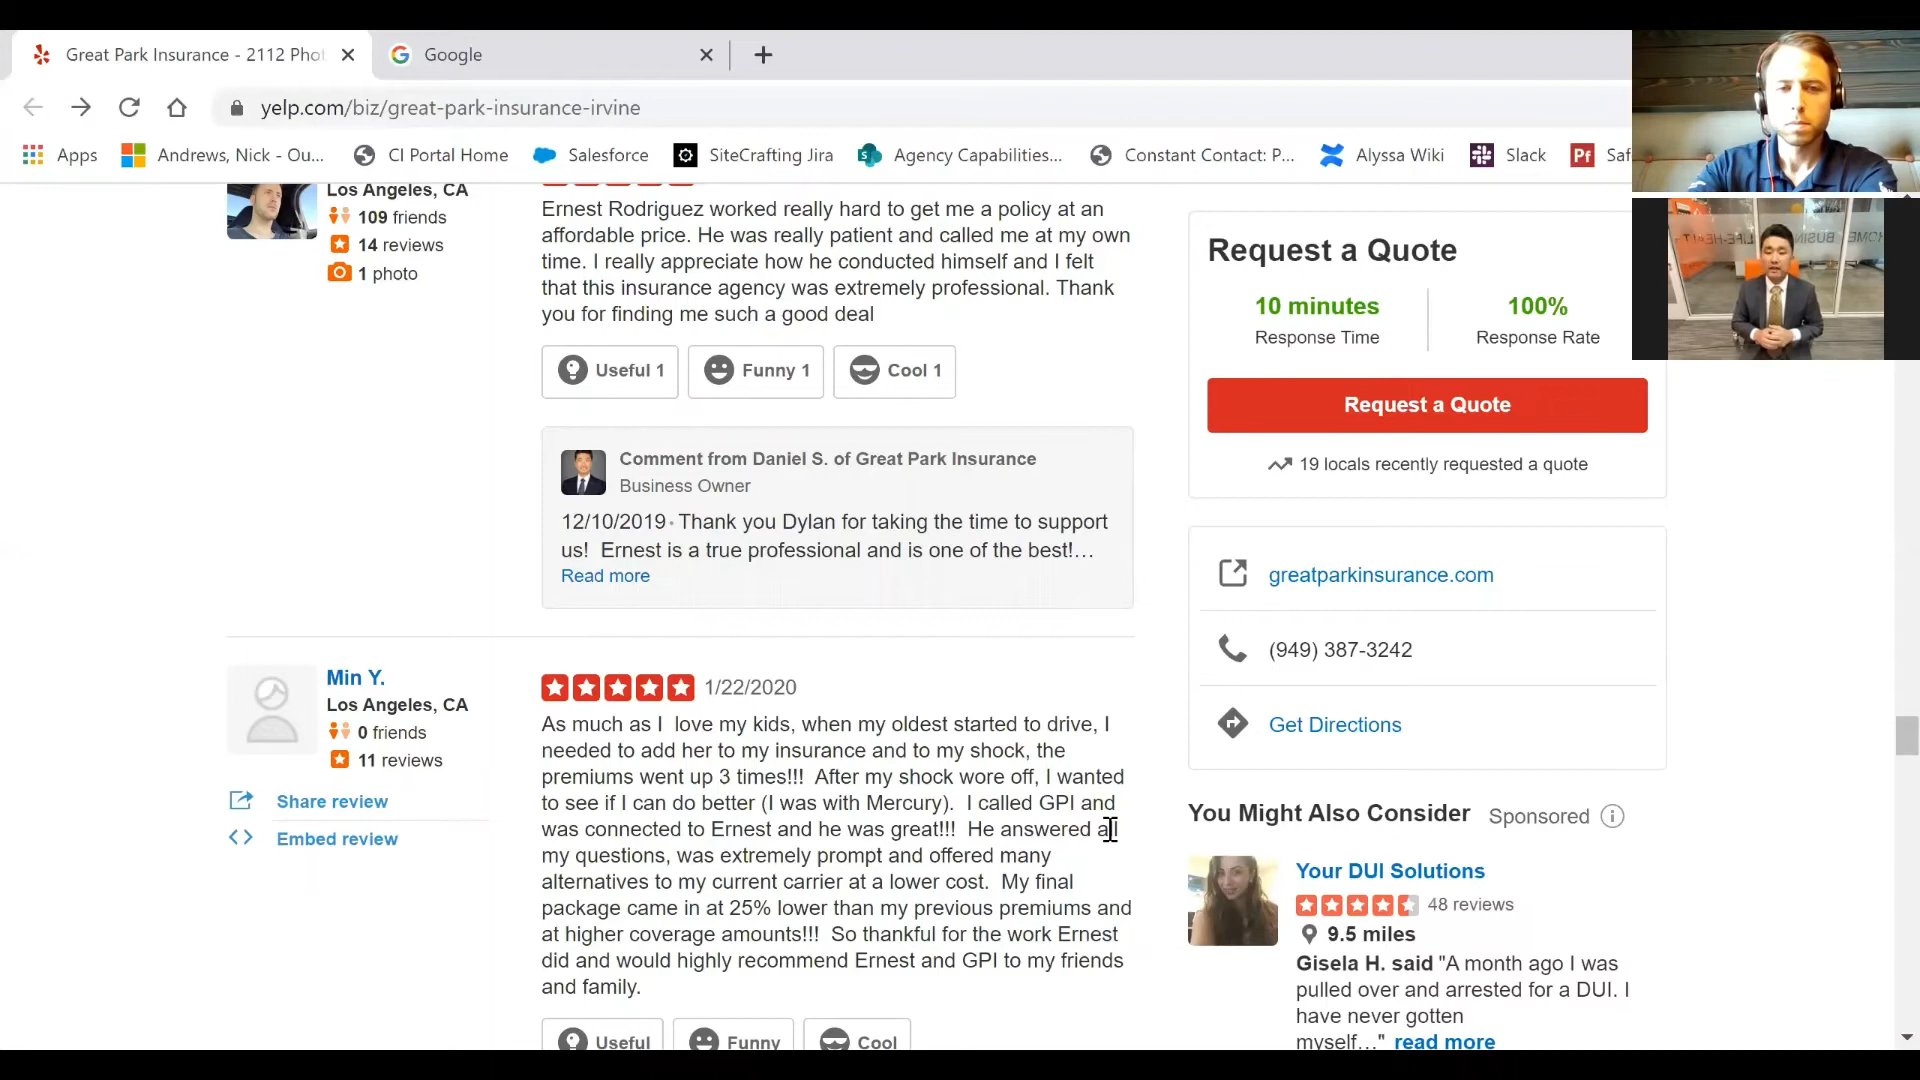 Great Park Insurance - 2112 Phot
Google
yelp.com/biz/great-park-insurance-irvine
Apps
Andrews, Nick - Ou...
CI Portal Home
Salesforce
SiteCrafting Jira
Agency Capabilities...
Constant Contact: P...
Alyssa Wiki
Slack
Saf
Los Angeles, CA
109 friends
14 reviews
1 photo
Ernest Rodriguez worked really hard to get me a policy at an
affordable price. He was really patient and called me at my own
time. I really appreciate how he conducted himself and I felt
that this insurance agency was extremely professional. Thank
you for finding me such a good deal
Useful 1
Funny 1
Cool 1
Comment from Daniel S. of Great Park Insurance
Business Owner
12/10/2019 · Thank you Dylan for taking the time to support
us! Ernest is a true professional and is one of the best!…
Read more
Min Y.
Los Angeles, CA
0 friends
11 reviews
Share review
Embed review
1/22/2020
As much as I love my kids, when my oldest started to drive, I
needed to add her to my insurance and to my shock, the
premiums went up 3 times!!! After my shock wore off, I wanted
to see if I can do better (I was with Mercury). I called GPI and
was connected to Ernest and he was great!!! He answered all
my questions, was extremely prompt and offered many
alternatives to my current carrier at a lower cost. My final
package came in at 25% lower than my previous premiums and
at higher coverage amounts!!! So thankful for the work Ernest
did and would highly recommend Ernest and GPI to my friends
and family.
Useful
Funny
Cool
Request a Quote
10 minutes
Response Time
100%
Response Rate
Request a Quote
19 locals recently requested a quote
greatparkinsurance.com
(949) 387-3242
Get Directions
You Might Also Consider
Sponsored
Your DUI Solutions
48 reviews
9.5 miles
Gisela H. said "A month ago I was
pulled over and arrested for a DUI. I
have never gotten
myself…" read more